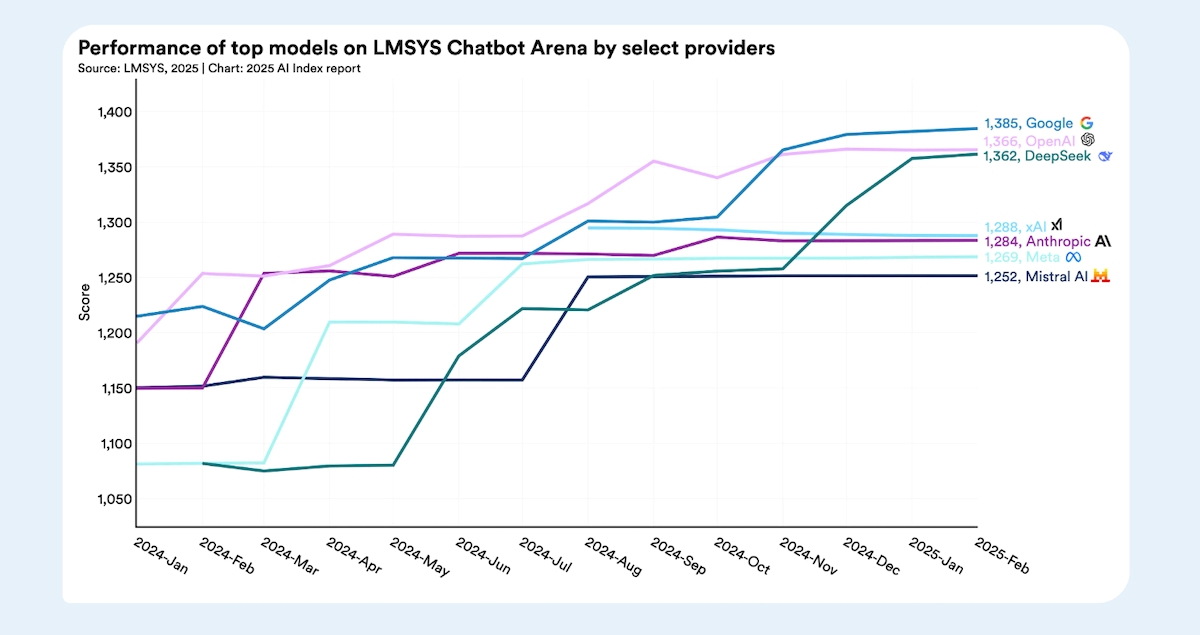 Performance of top models on LMSYS Chatbot Arena by select providers
Source: LMSYS, 2025 | Chart: 2025 AI Index report
1,400
1,350
1,300
1,250
1,200
1,150
1,100
1,050
Score
1,385, Google
1,366, OpenAI
1,362, DeepSeek
1,288, xAI
1,284, Anthropic
1,269, Meta
1,252, Mistral AI
2024-Jan
2024-Feb
2024-Mar
2024-Apr
2024-May
2024-Jun
2024-Jul
2024-Aug
2024-Sep
2024-Oct
2024-Nov
2024-Dec
2025-Jan
2025-Feb